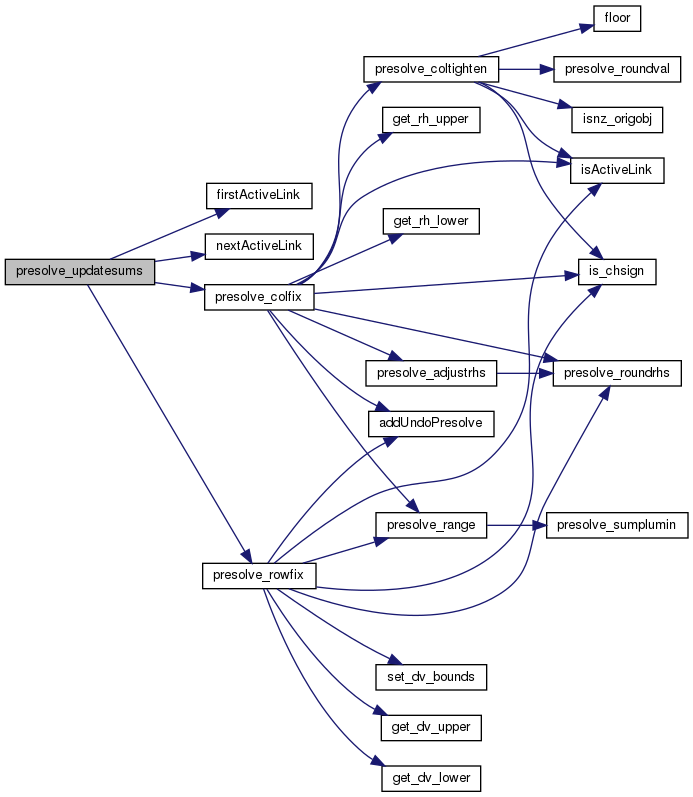 floor
presolve_coltighten
presolve_roundval
get_rh_upper
isnz_origobj
isActiveLink
firstActiveLink
get_rh_lower
nextActiveLink
presolve_updatesums
is_chsign
presolve_colfix
presolve_adjustrhs
presolve_roundrhs
addUndoPresolve
presolve_range
presolve_sumplumin
presolve_rowfix
set_dv_bounds
get_dv_upper
get_dv_lower